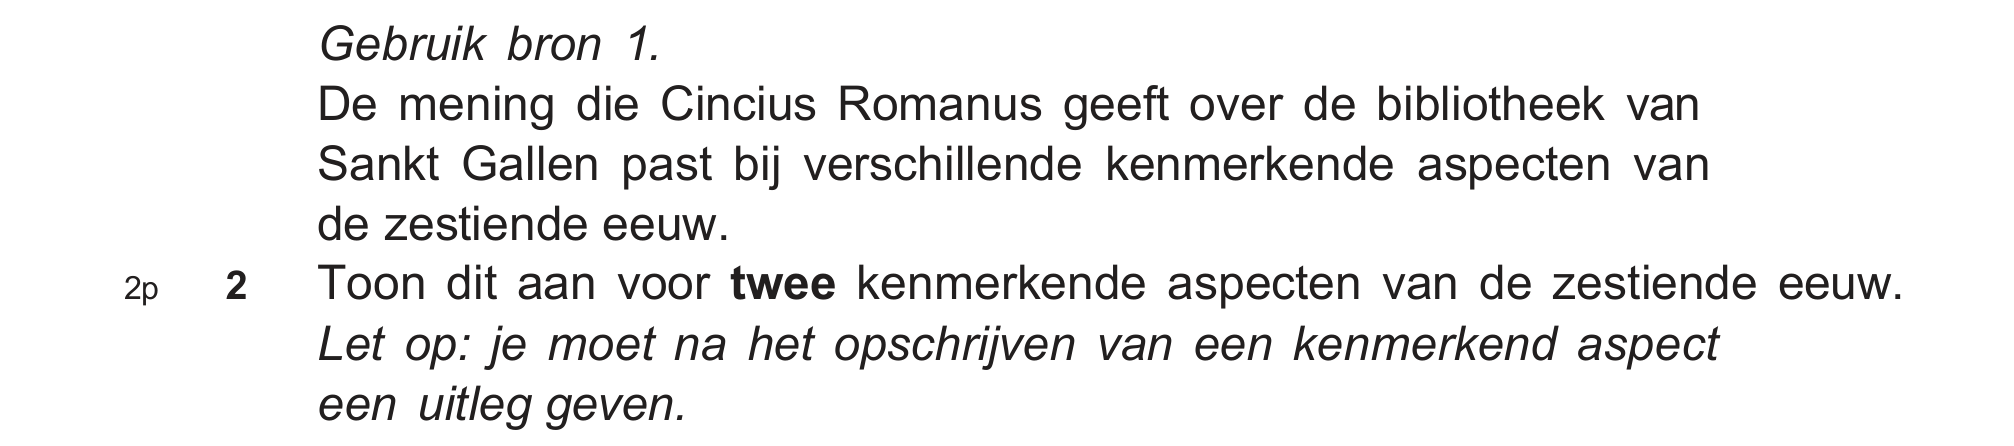 Gebruik bron 1.
De mening die Cincius Romanus geeft over de bibliotheek van
Sankt Gallen past bij verschillende kenmerkende aspecten van
de zestiende eeuw.
2p 2 Toon dit aan voor twee kenmerkende aspecten van de zestiende eeuw.
Let op: je moet na het opschrijven van een kenmerkend aspect
een uitleg geven.